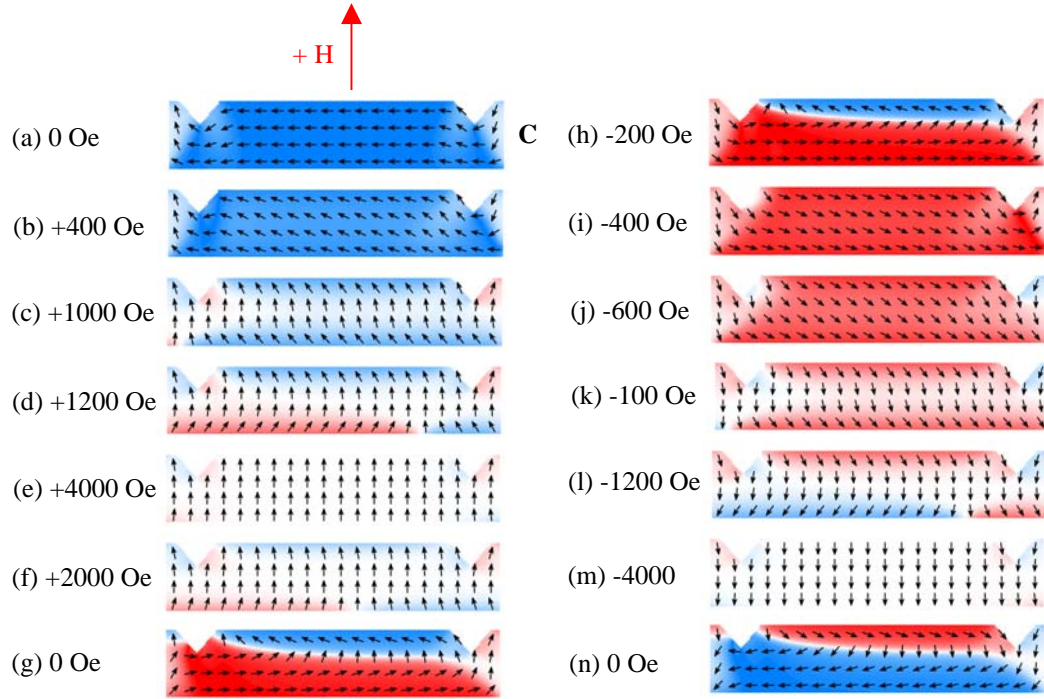 + H
(a) 0 Oe
(b) +400 Oe
(c) +1000 Oe
(d) +1200 Oe
(e) +4000 Oe
(f) +2000 Oe
(g) 0 Oe
C
(h) -200 Oe
(i) -400 Oe
(j) -600 Oe
(k) -100 Oe
(l) -1200 Oe
(m) -4000
(n) 0 Oe